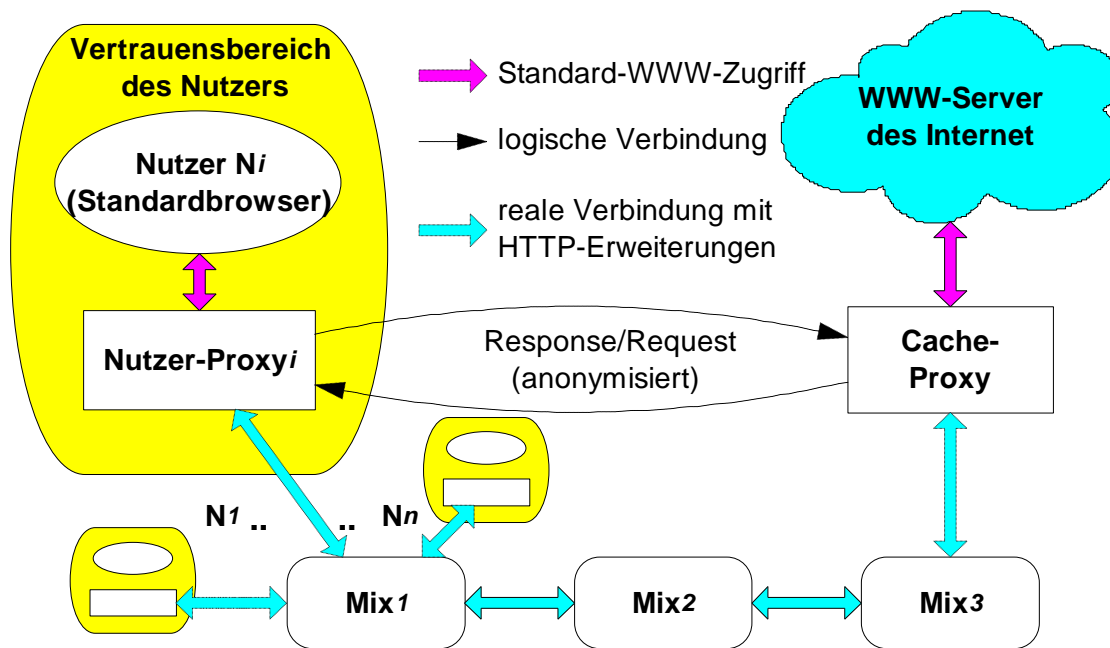 Vertrauensbereich
des Nutzers
Nutzer Ni
(Standardbrowser)
Nutzer-Proxyi
Standard-WWW-Zugriff
logische Verbindung
reale Verbindung mit
HTTP-Erweiterungen
WWW-Server
des Internet
Response/Request
(anonymisiert)
Cache-
Proxy
N1 .. .. Nn
Mix1
Mix2
Mix3